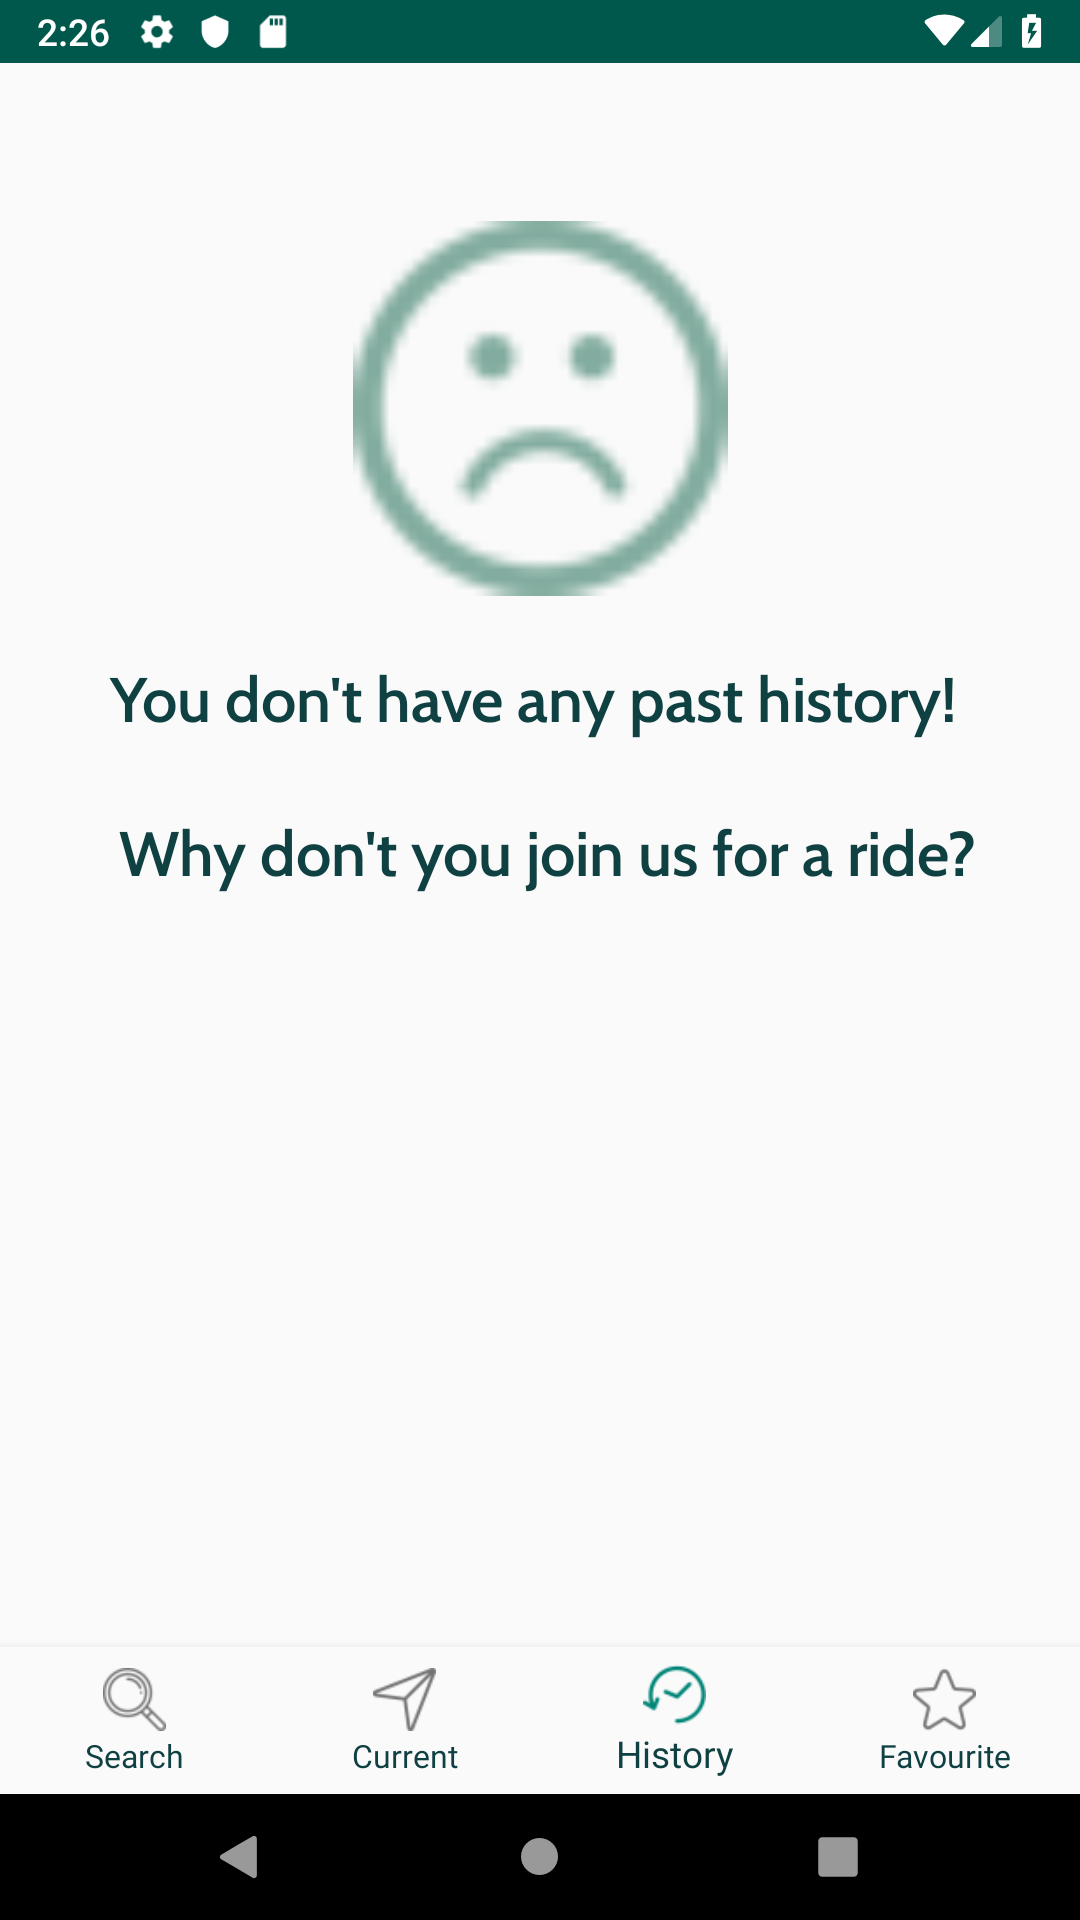 2:26
You don't have any past history!
Why don't you join us for a ride?
Search
Current
History
Favourite